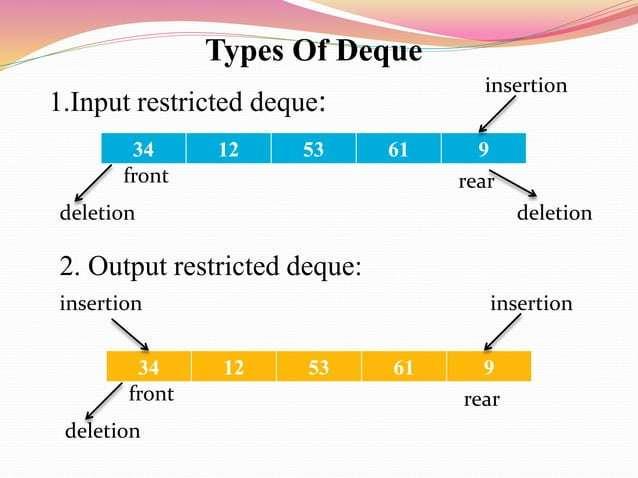 Types Of Deque
insertion
1.Input restricted deque:
34 12 53 61 9
front rear
deletion deletion
2. Output restricted deque:
insertion insertion
34 12 53 61 9
front rear
deletion